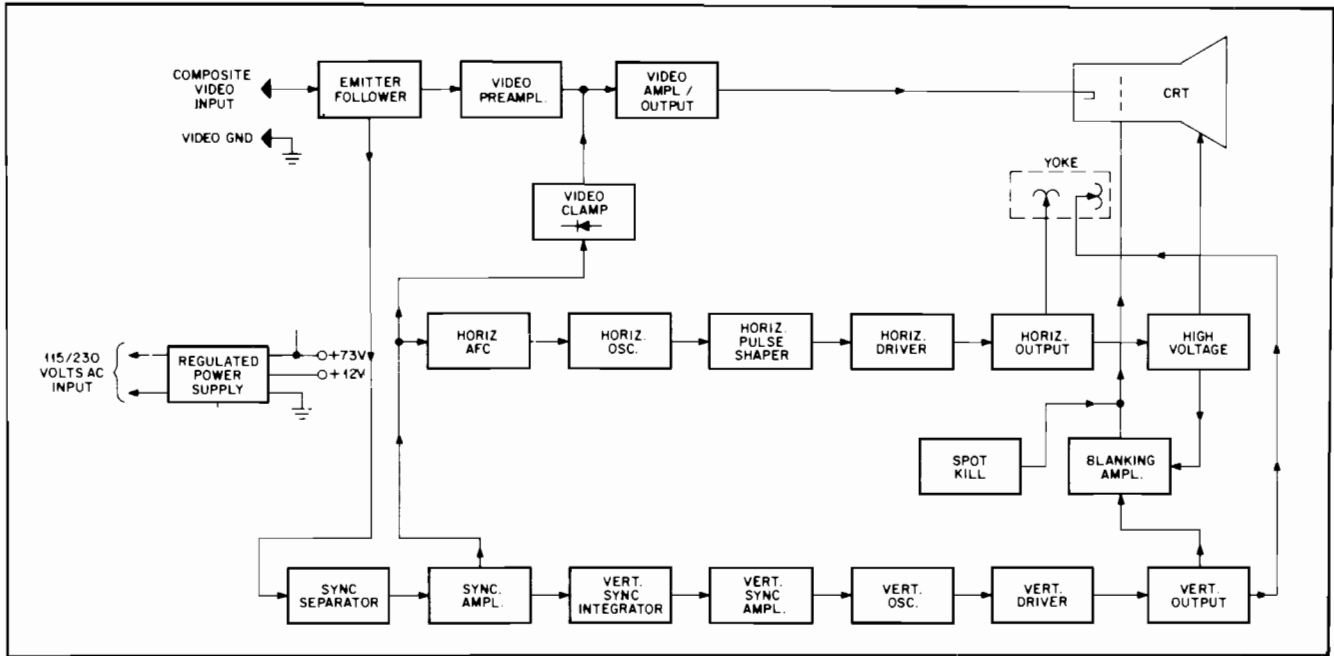 COMPOSITE
VIDEO
INPUT
VIDEO GND
EMITTER
FOLLOWER
VIDEO
PREAMPL.
VIDEO
AMPL /
OUTPUT
CRT
YOKE
VIDEO
CLAMP
115/230
VOLTS AC
INPUT
REGULATED
POWER
SUPPLY
+73V
+12V
HORIZ
AFC
HORIZ.
OSC.
HORIZ.
PULSE
SHAPER
HORIZ.
DRIVER
HORIZ.
OUTPUT
HIGH
VOLTAGE
SPOT
KILL
BLANKING
AMPL.
SYNC
SEPARATOR
SYNC.
AMPL.
VERT.
SYNC
INTEGRATOR
VERT.
SYNC
AMPL.
VERT.
OSC.
VERT.
DRIVER
VERT.
OUTPUT